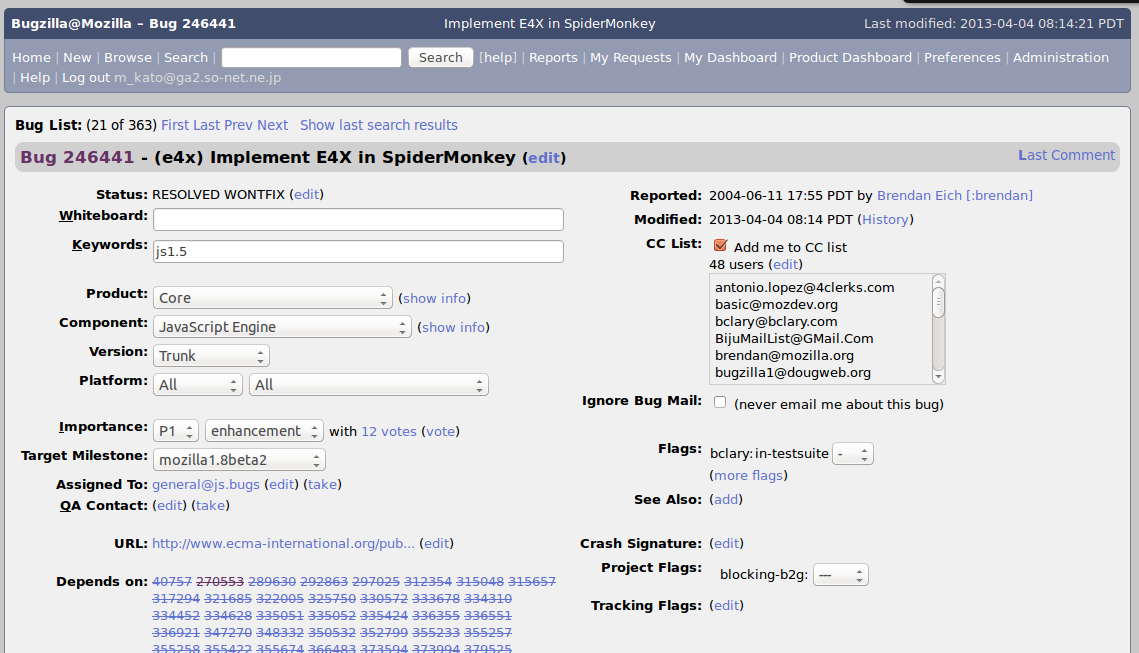 Bugzilla@Mozilla – Bug 246441 Implement E4X in SpiderMonkey Last modified: 2013-04-04 08:14:21 PDT
Home | New | Browse | Search | Search [help] | Reports | My Requests | My Dashboard | Product Dashboard | Preferences | Administration
| Help | Log out m_kato@ga2.so-net.ne.jp
Bug List: (21 of 363) First Last Prev Next Show last search results
Bug 246441 - (e4x) Implement E4X in SpiderMonkey (edit) Last Comment
Status: RESOLVED WONTFIX (edit)
Whiteboard:
Keywords: js1.5
Product: Core (show info)
Component: JavaScript Engine (show info)
Version: Trunk
Platform: All All
Importance: P1 enhancement with 12 votes (vote)
Target Milestone: mozilla1.8beta2
Assigned To: general@js.bugs (edit) (take)
QA Contact: (edit) (take)
URL: http://www.ecma-international.org/pub... (edit)
Depends on: 40757 270553 289630 292863 297025 312354 315048 315657
317294 321685 322005 325750 330572 333678 334310
334452 334628 335051 335052 335424 336355 336551
336921 347270 348332 350532 352799 355233 355257
355258 355422 355674 366483 373594 373994 379525
Reported: 2004-06-11 17:55 PDT by Brendan Eich [:brendan]
Modified: 2013-04-04 08:14 PDT (History)
CC List: Add me to CC list
48 users (edit)
antonio.lopez@4clerks.com
basic@mozdev.org
bclary@bclary.com
BijuMailList@GMail.Com
brendan@mozilla.org
bugzilla1@dougweb.org
Ignore Bug Mail: (never email me about this bug)
Flags: bclary: in-testsuite -
(more flags)
See Also: (add)
Crash Signature: (edit)
Project Flags: blocking-b2g: ---
Tracking Flags: (edit)